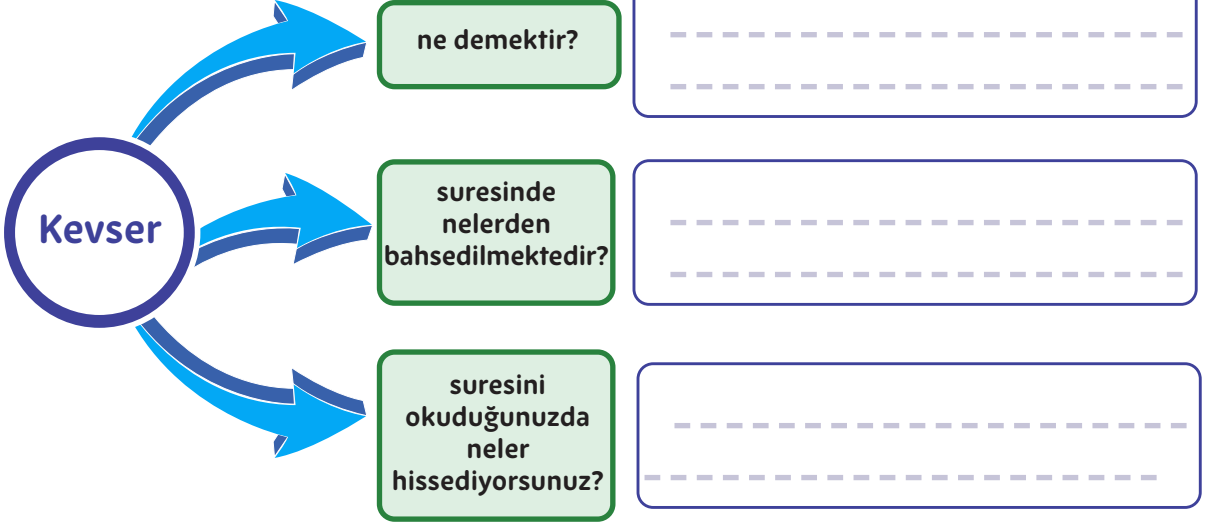 ne demektir?
Kevser
suresinde
nelerden
bahsedilmektedir?
suresini
okuduğunuzda
neler
hissediyorsunuz?